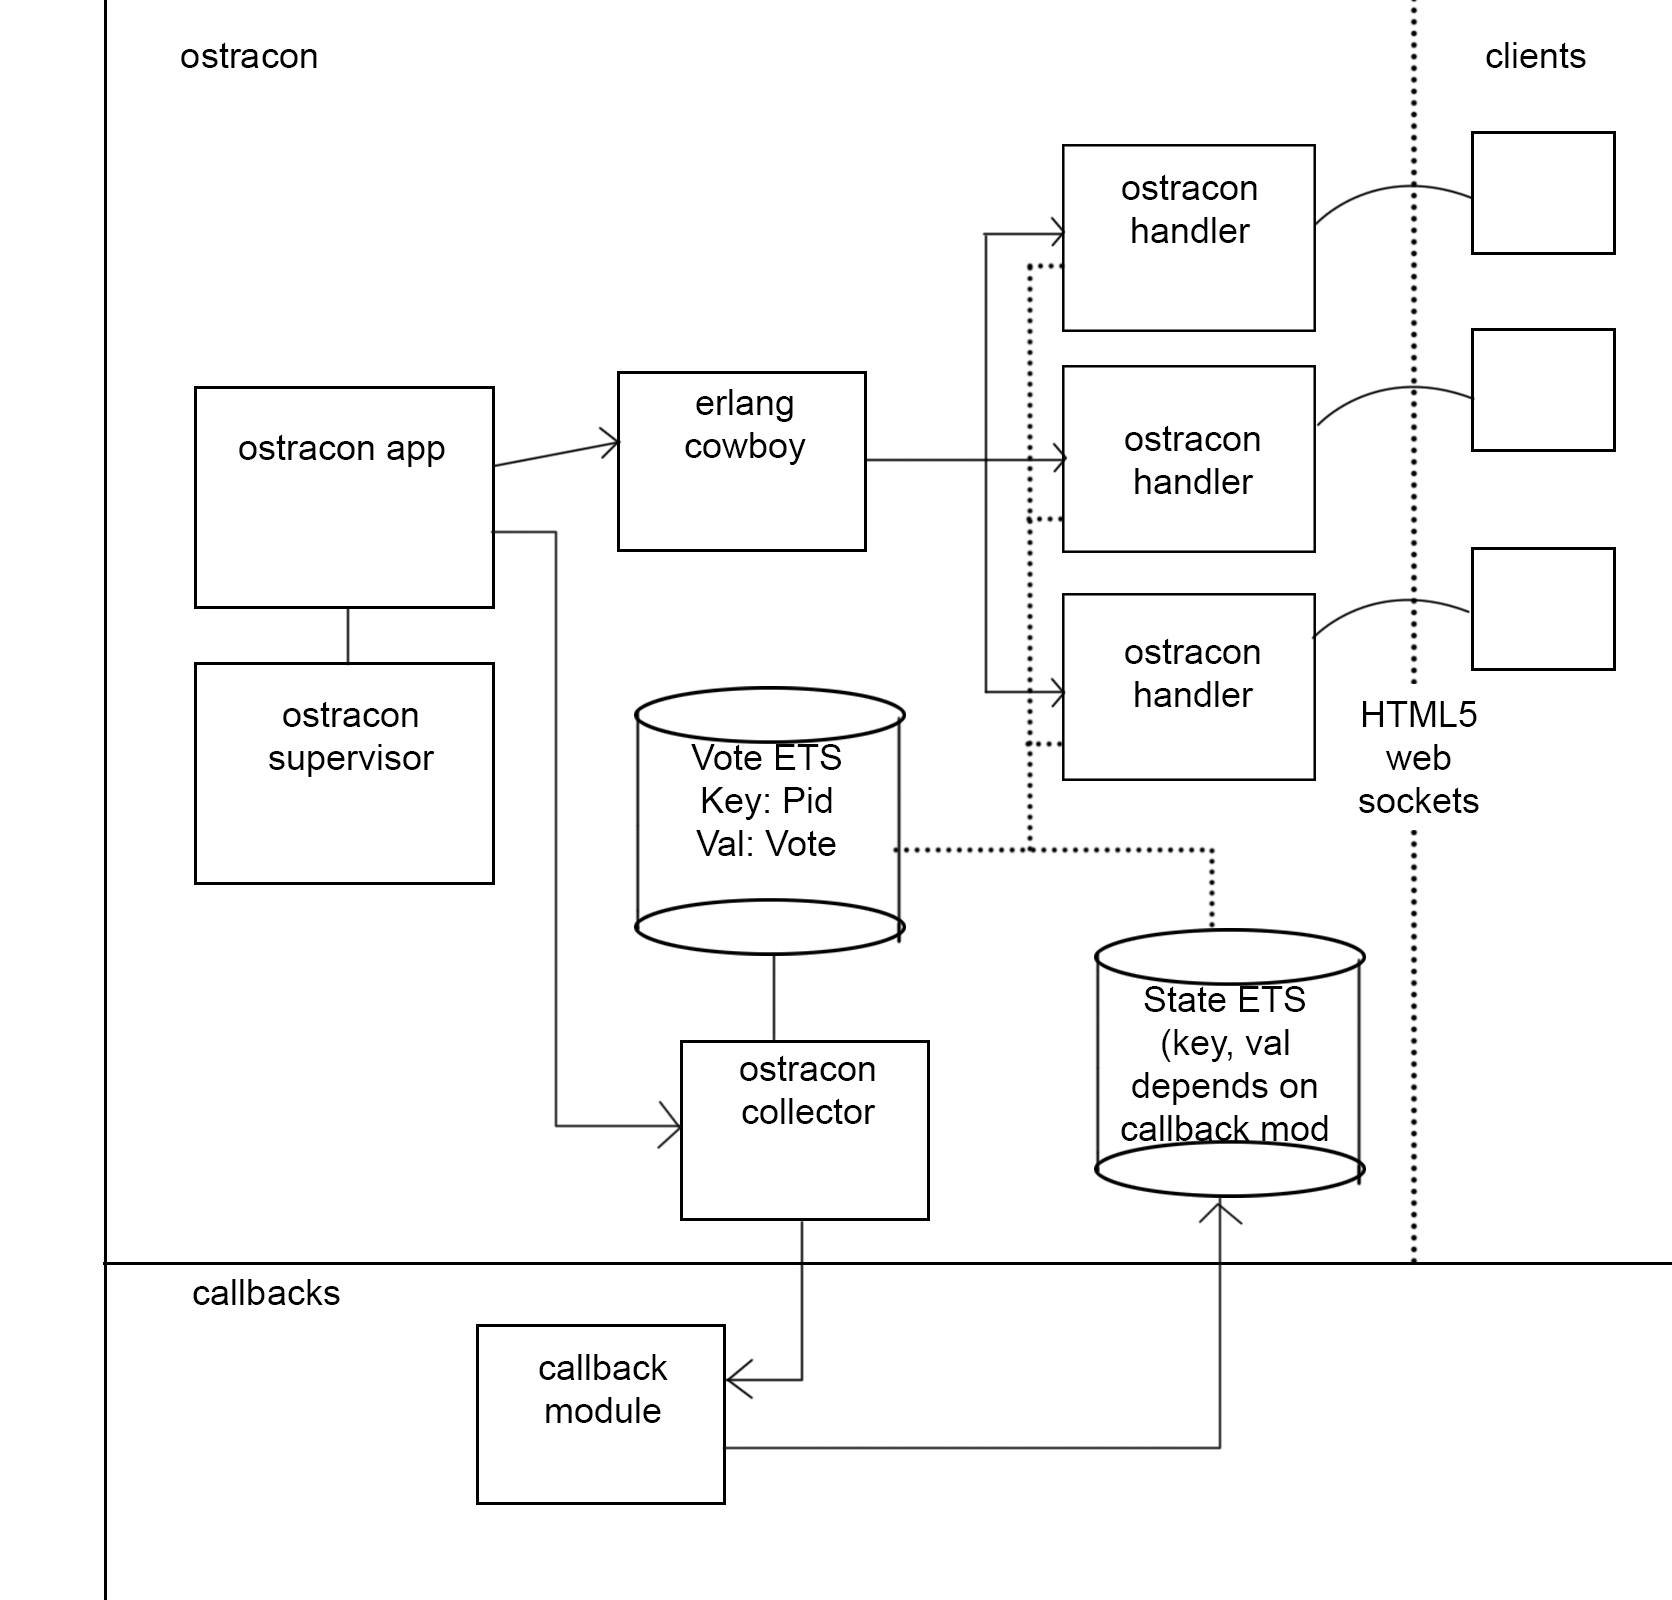 ostracon
clients
ostracon
handler
ostracon app
erlang
cowboy
ostracon
handler
ostracon
supervisor
ostracon
handler
HTML5
web
sockets
Vote ETS
Key: Pid
Val: Vote
State ETS
(key, val
depends on
callback mod
ostracon
collector
callbacks
callback
module